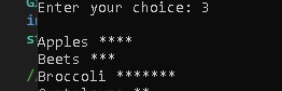 Enter your choice: 3
Apples ****
Beets ***
Broccoli *******